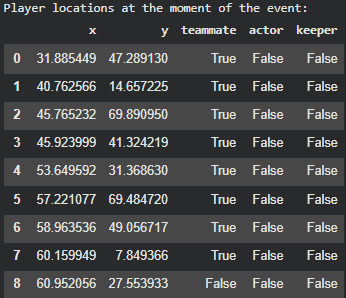 Player locations at the moment of the event:
x y teammate actor keeper
0 31.885449 47.289130 True False False
1 40.762566 14.657225 True False False
2 45.765232 69.890950 True False False
3 45.923999 41.324219 True False False
4 53.649592 31.368630 True False False
5 57.221077 69.484720 True False False
6 58.963536 49.056717 True False False
7 60.159949 7.849366 True False False
8 60.952056 27.553933 False False False